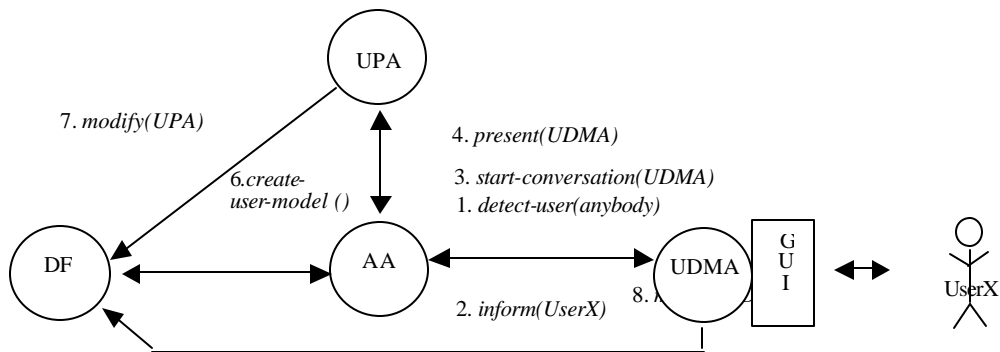 UPA
7. modify(UPA)
4. present(UDMA)
6.create-
user-model ()
3. start-conversation(UDMA)
1. detect-user(anybody)
DF
AA
UDMA
G
U
I
UserX
2. inform(UserX)
8.